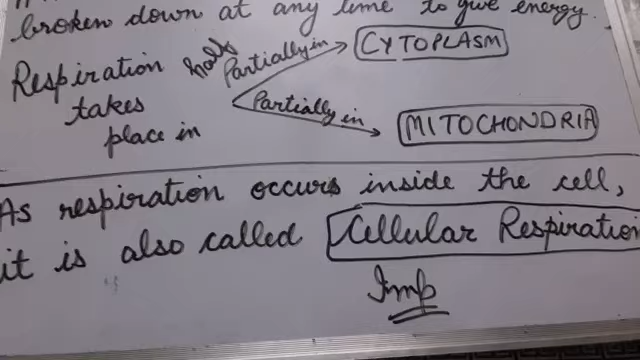 broken down at any time to give energy.
Respiration half Partially in CYTOPLASM
takes Partially in MITOCHONDRIA
place in
As respiration occurs inside the cell,
it is also called Cellular Respiration
Imp